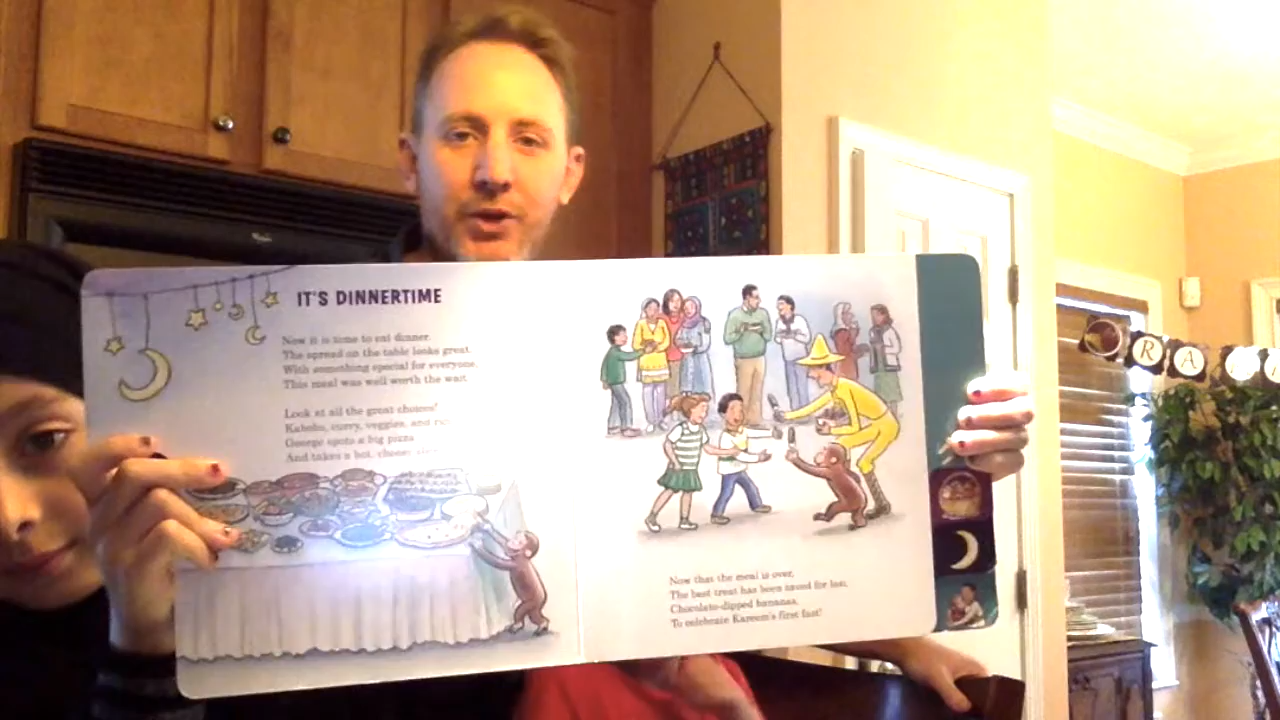 IT'S DINNERTIME
Now it is time to eat dinner.
The spread on the table looks great.
With something special for everyone,
This meal was well worth the wait.
Look at all the great choices!
Kabobs, curry, veggies, and
George spots a big pizza
And takes a hot, cheesy
Now that the meal is over,
The best treat has been saved for last.
Chocolate-dipped bananas,
To celebrate Kareem's first fast!
R
A